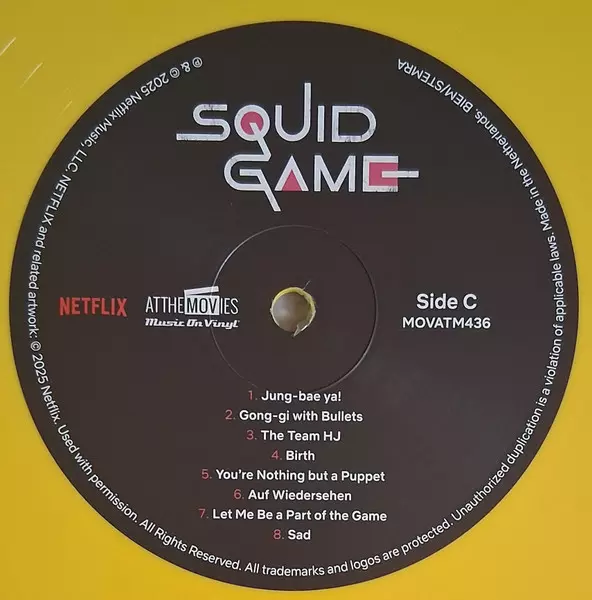 SQUID
GAME
NETFLIX
ATTHEMOVIES
Music On Vinyl
Side C
MOVATM436
1. Jung-bae ya!
2. Gong-gi with Bullets
3. The Team HJ
4. Birth
5. You're Nothing but a Puppet
6. Auf Wiedersehen
7. Let Me Be a Part of the Game
8. Sad
℗ & © 2025 Netflix Music, LLC. NETFLIX and related artwork: © 2025 Netflix. Used with permission. All Rights Reserved. All trademarks and logos are protected. Unauthorized duplication is a violation of applicable laws. Made in the Netherlands. BIEM/STEMRA